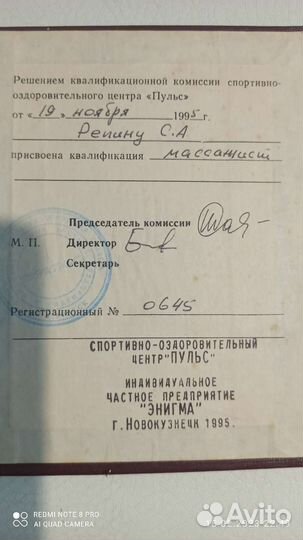 Решением квалификационной комиссии спортивно-
оздоровительного центра «Пульс»
от «19» ноября 1995 г.
Репину С.А
присвоена квалификация массажист
Председатель комиссии
М. П. Директор
Секретарь
Регистрационный № 0645
СПОРТИВНО-ОЗДОРОВИТЕЛЬНЫЙ
ЦЕНТР "ПУЛЬС"
ИНДИВИДУАЛЬНОЕ
ЧАСТНОЕ ПРЕДПРИЯТИЕ
"ЭНИГМА"
г. Новокузнецк 1995.
REDMI NOTE 8 PRO
AI QUAD CAMERA
Avito